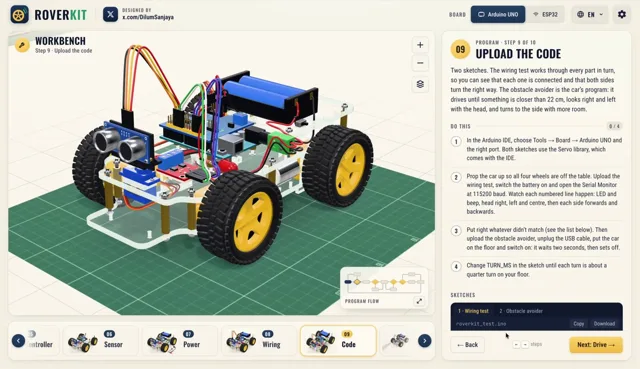 ROVERKIT
DESIGNED BY
x.com/DilumSanjaya
BOARD
Arduino UNO
ESP32
EN
WORKBENCH
Step 9 · Upload the code
PROGRAM FLOW
09
PROGRAM · STEP 9 OF 10
UPLOAD THE CODE
Two sketches. The wiring test works through every part in turn,
so you can see that each one is connected and that both sides
turn the right way. The obstacle avoider is the car's program: it
drives until something is closer than 22 cm, looks right and left
with the head, and turns to the side with more room.
DO THIS
0 / 4
1
In the Arduino IDE, choose Tools → Board → Arduino UNO and
the right port. Both sketches use the Servo library, which
comes with the IDE.
2
Prop the car up so all four wheels are off the table. Upload the
wiring test, switch the battery on and open the Serial Monitor
at 115200 baud. Watch each numbered line happen: LED and
beep, head right, left and centre, then each side forwards and
backwards.
3
Put right whatever didn't match (see the list below). Then
upload the obstacle avoider, unplug the USB cable, put the car
on the floor and switch on: it waits two seconds, then sets off.
4
Change TURN_MS in the sketch until each turn is about a
quarter turn on your floor.
SKETCHES
1 · Wiring test
2 · Obstacle avoider
roverkit_test.ino
Copy
Download
← Back
← → steps
Next: Drive →
ontroller
06
Sensor
07
Power
08
Wiring
09
Code